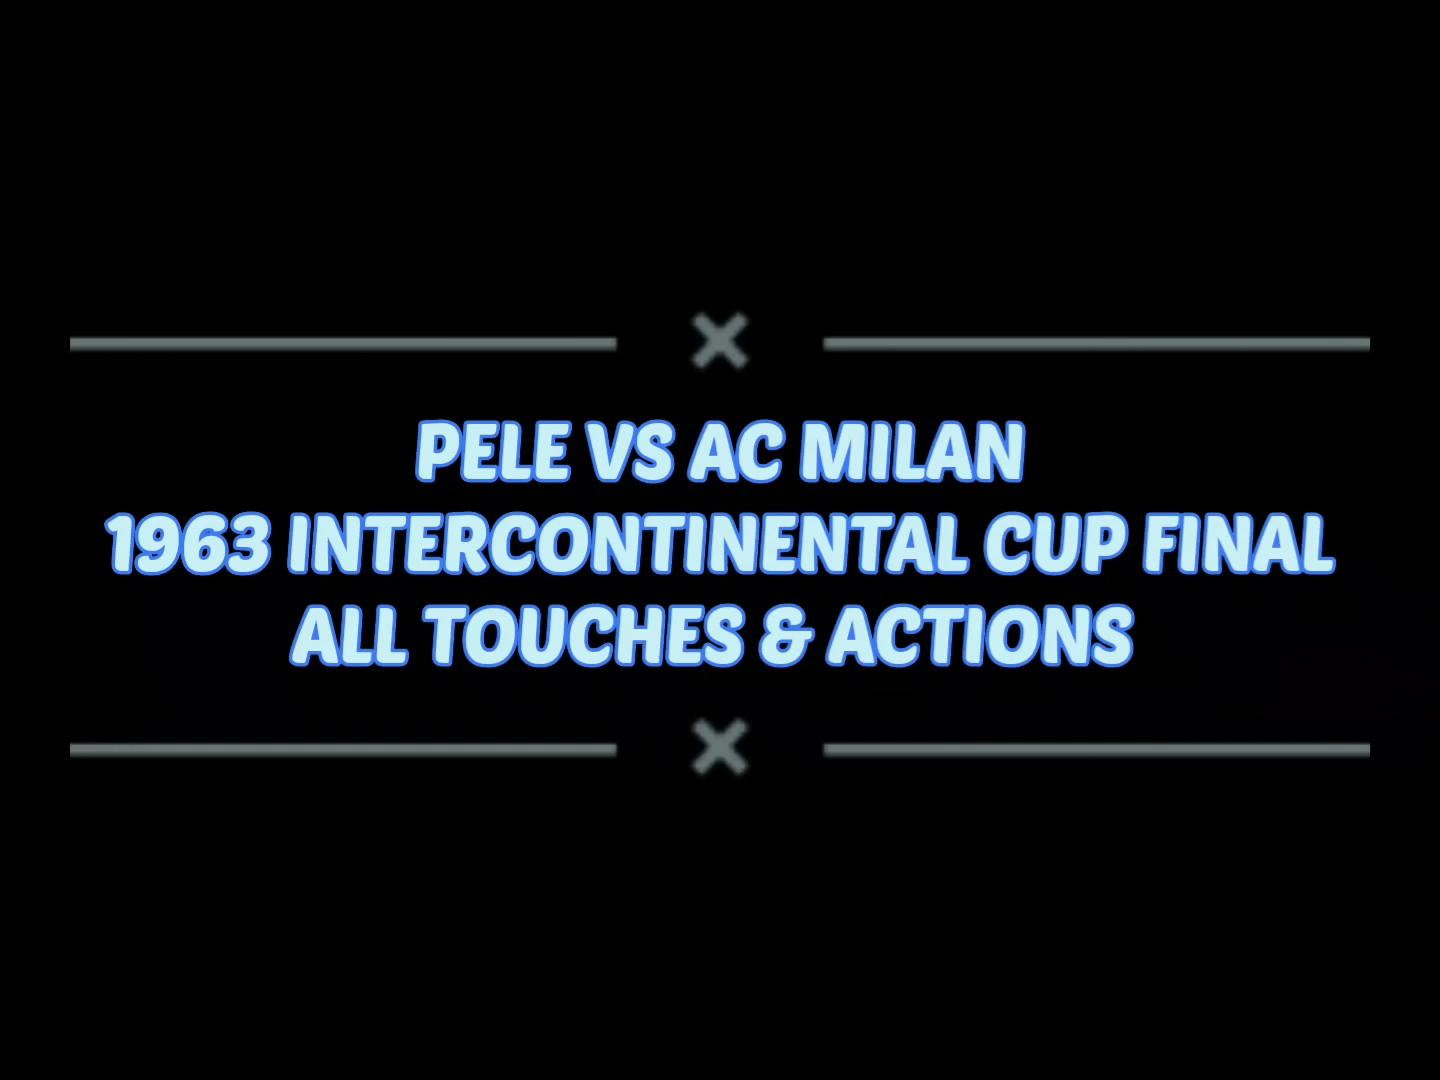 PELE VS AC MILAN
1963 INTERCONTINENTAL CUP FINAL
ALL TOUCHES & ACTIONS